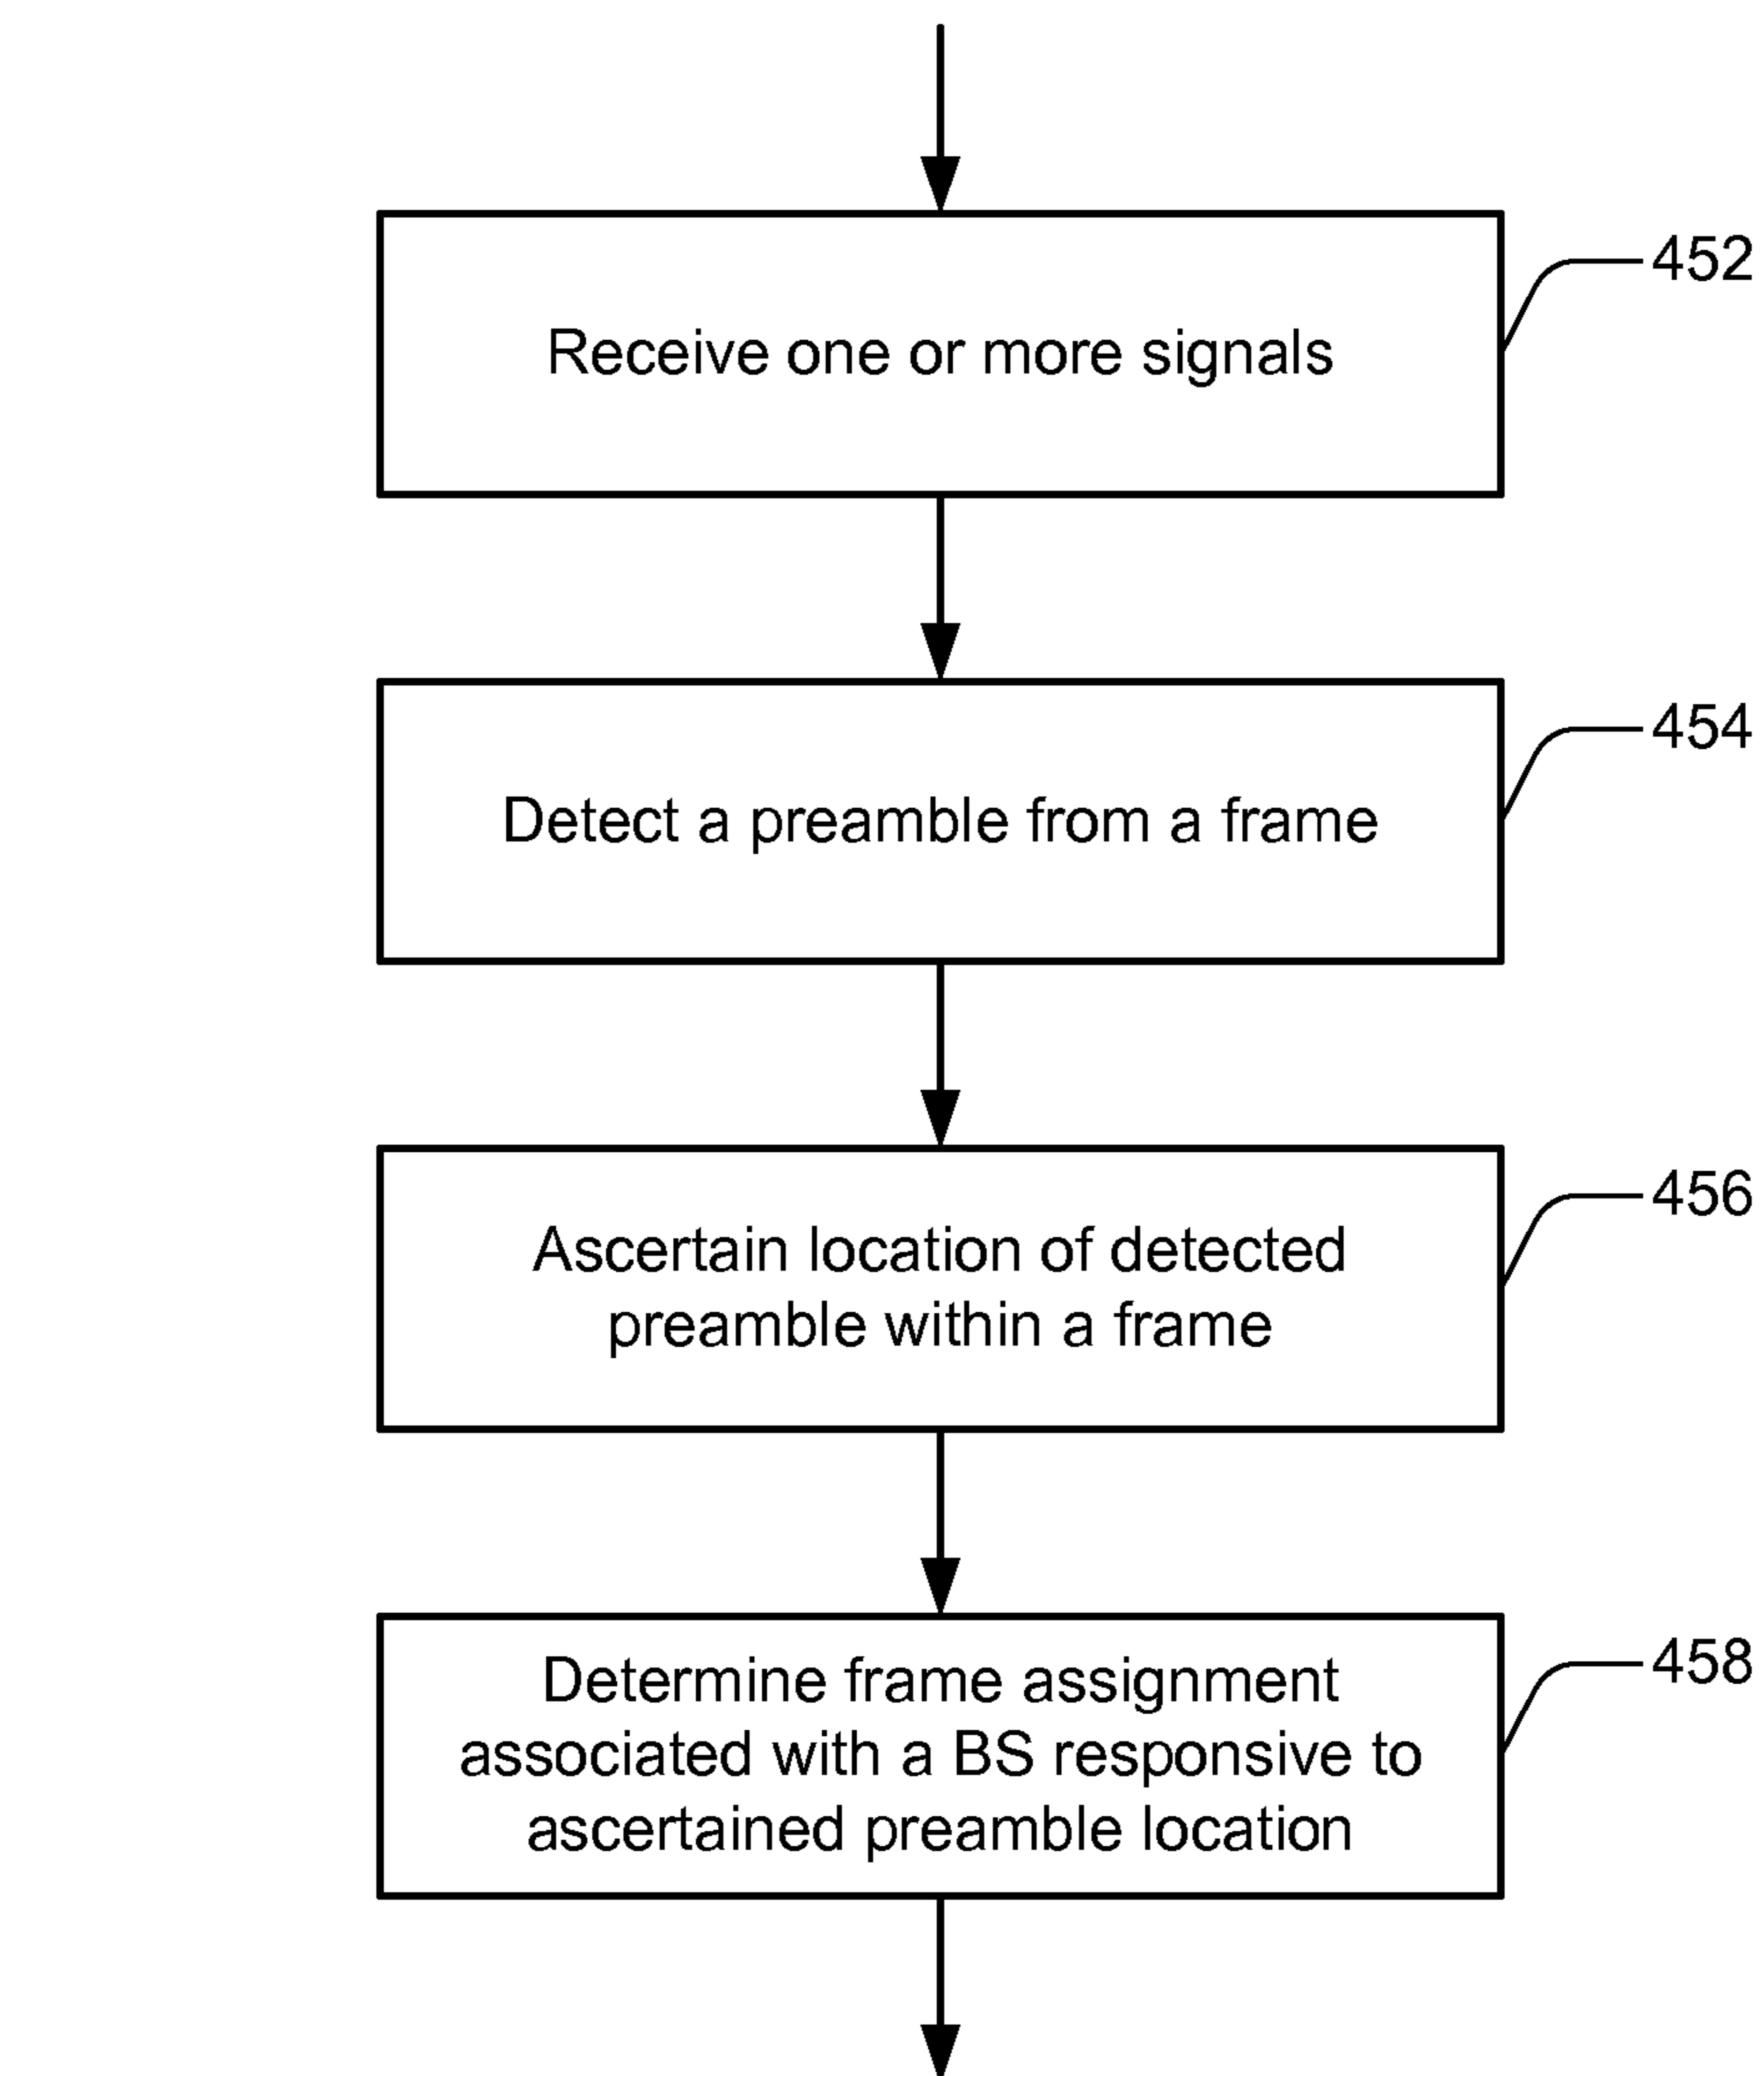 452
Receive one or more signals
454
Detect a preamble from a frame
456
Ascertain location of detected
preamble within a frame
458
Determine frame assignment
associated with a BS responsive to
ascertained preamble location